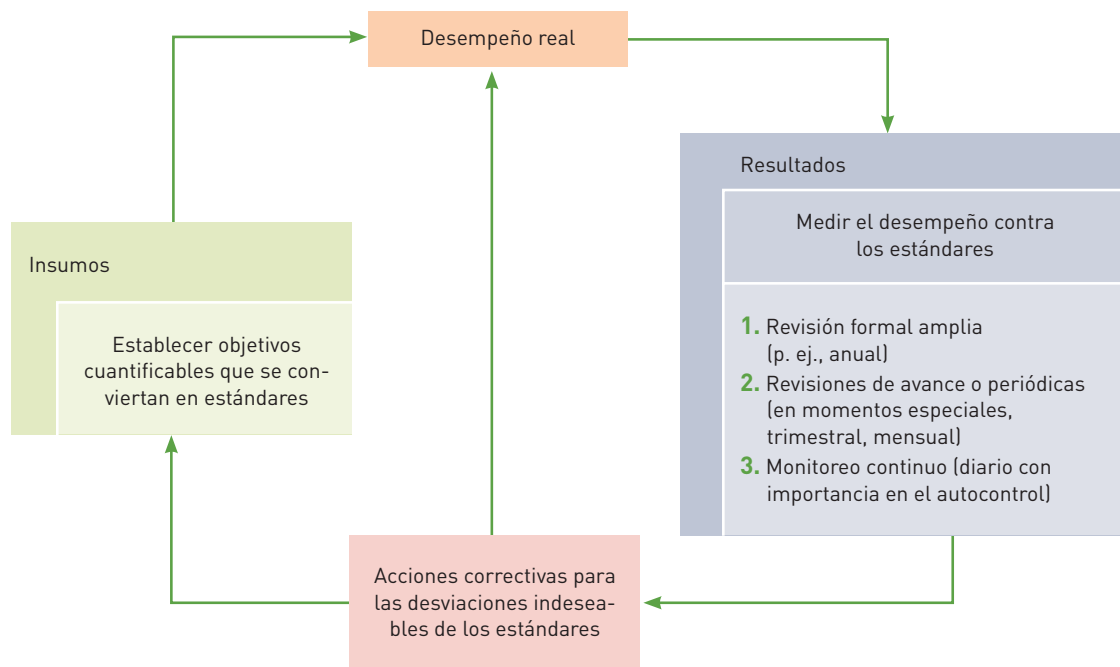 Desempeño real
Resultados
Medir el desempeño contra
los estándares
Insumos
Establecer objetivos
cuantificables que se con-
viertan en estándares
1. Revisión formal amplia
(p. ej., anual)
2. Revisiones de avance o periódicas
(en momentos especiales,
trimestral, mensual)
3. Monitoreo continuo (diario con
importancia en el autocontrol)
Acciones correctivas para
las desviaciones indesea-
bles de los estándares